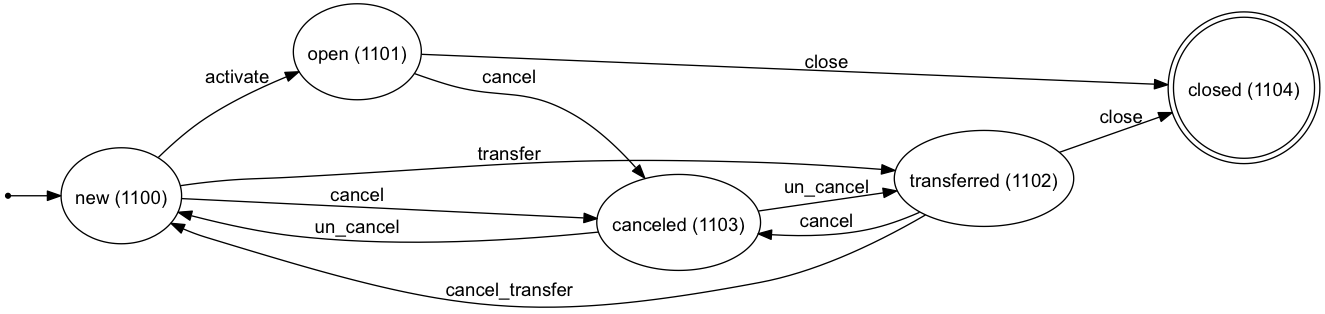 open (1101)
close
activate
cancel
closed (1104)
close
transfer
new (1100)
cancel
un_cancel
transferred (1102)
canceled (1103)
un_cancel
cancel
cancel_transfer